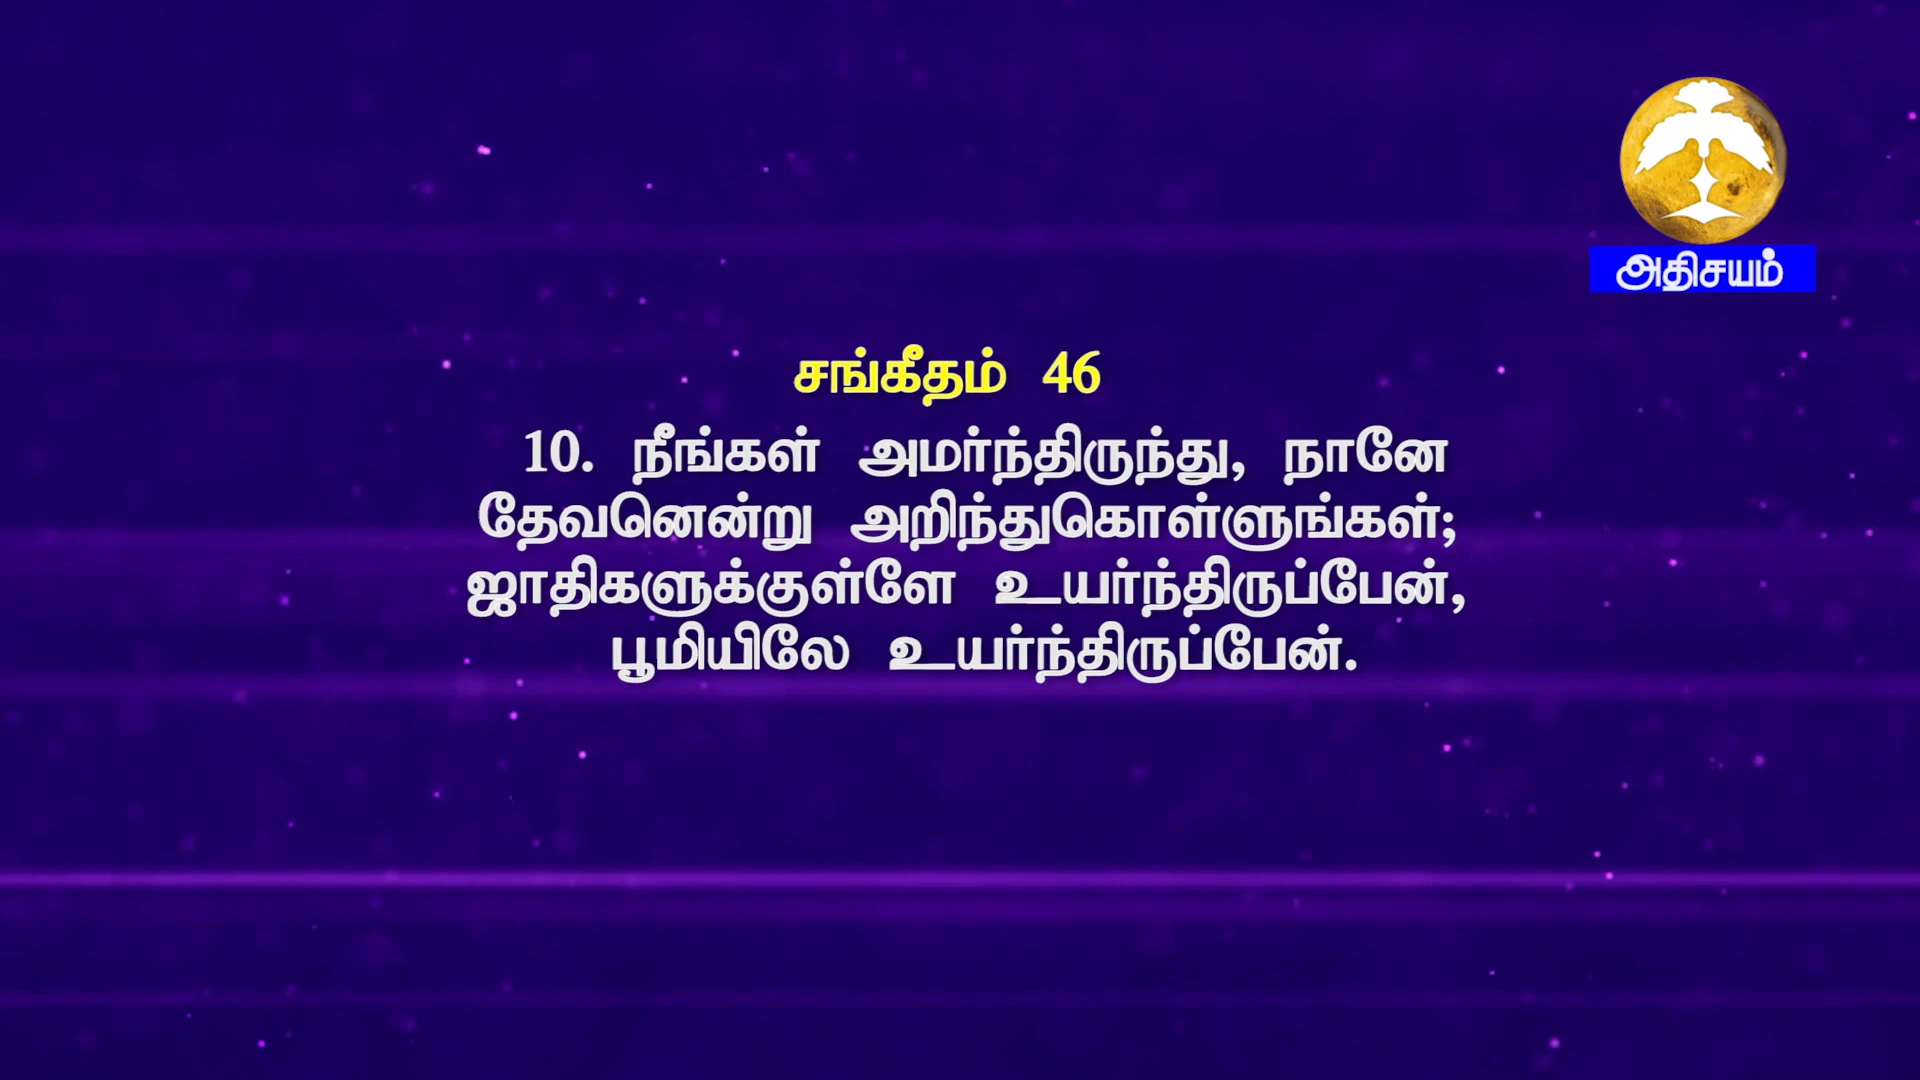 அதிசயம்
சங்கீதம் 46
10. நீங்கள் அமர்ந்திருந்து, நானே
தேவனென்று அறிந்துகொள்ளுங்கள்;
ஜாதிகளுக்குள்ளே உயர்ந்திருப்பேன்,
பூமியிலே உயர்ந்திருப்பேன்.